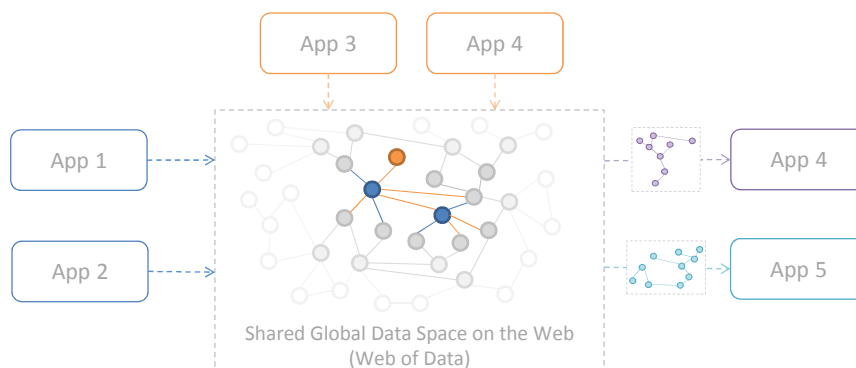 App 3
App 4
App 1
App 4
App 2
App 5
Shared Global Data Space on the Web
(Web of Data)